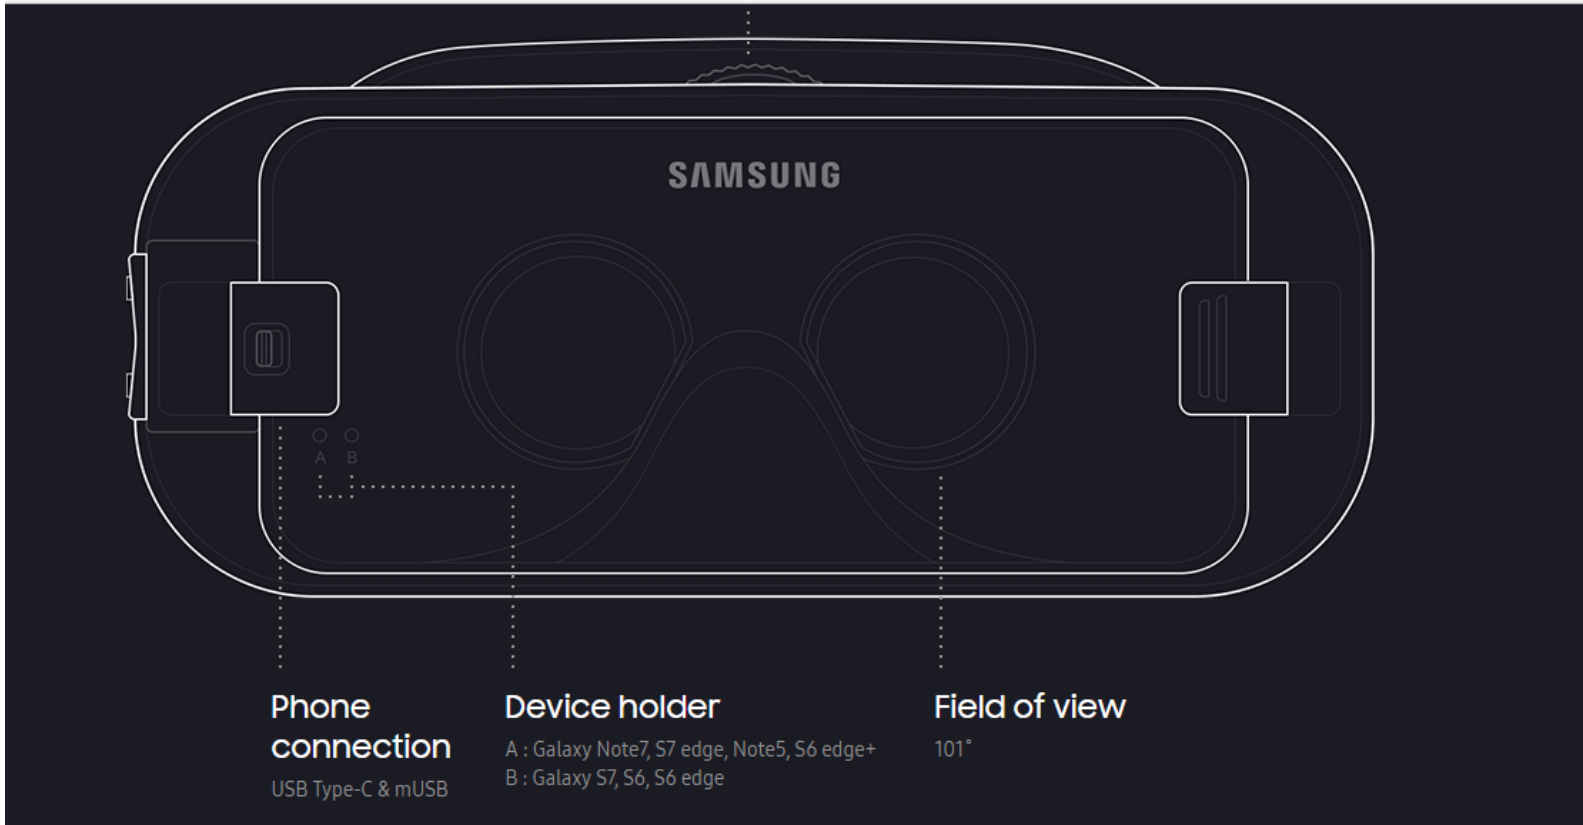 SAMSUNG
A B
Phone
connection
USB Type-C & mUSB
Device holder
A : Galaxy Note7, S7 edge, Note5, S6 edge+
B : Galaxy S7, S6, S6 edge
Field of view
101°